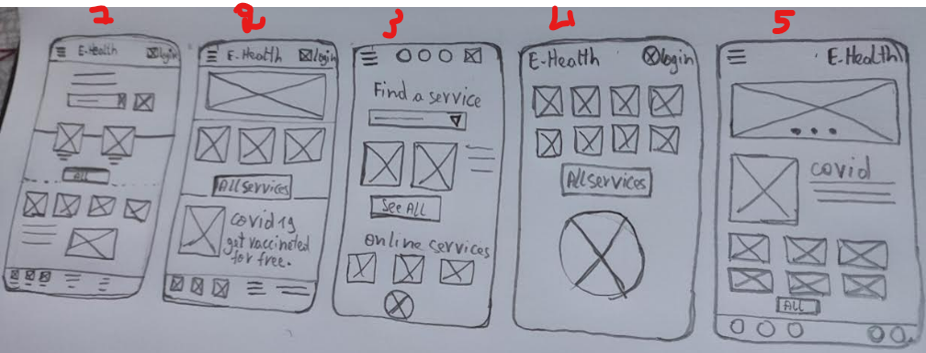 1
E-Health login
All
2
E-Health login
All services
covid 19
get vaccinated
for free.
3
Find a service
See All
online services
4
E-Health login
All services
5
E-Health
covid
All